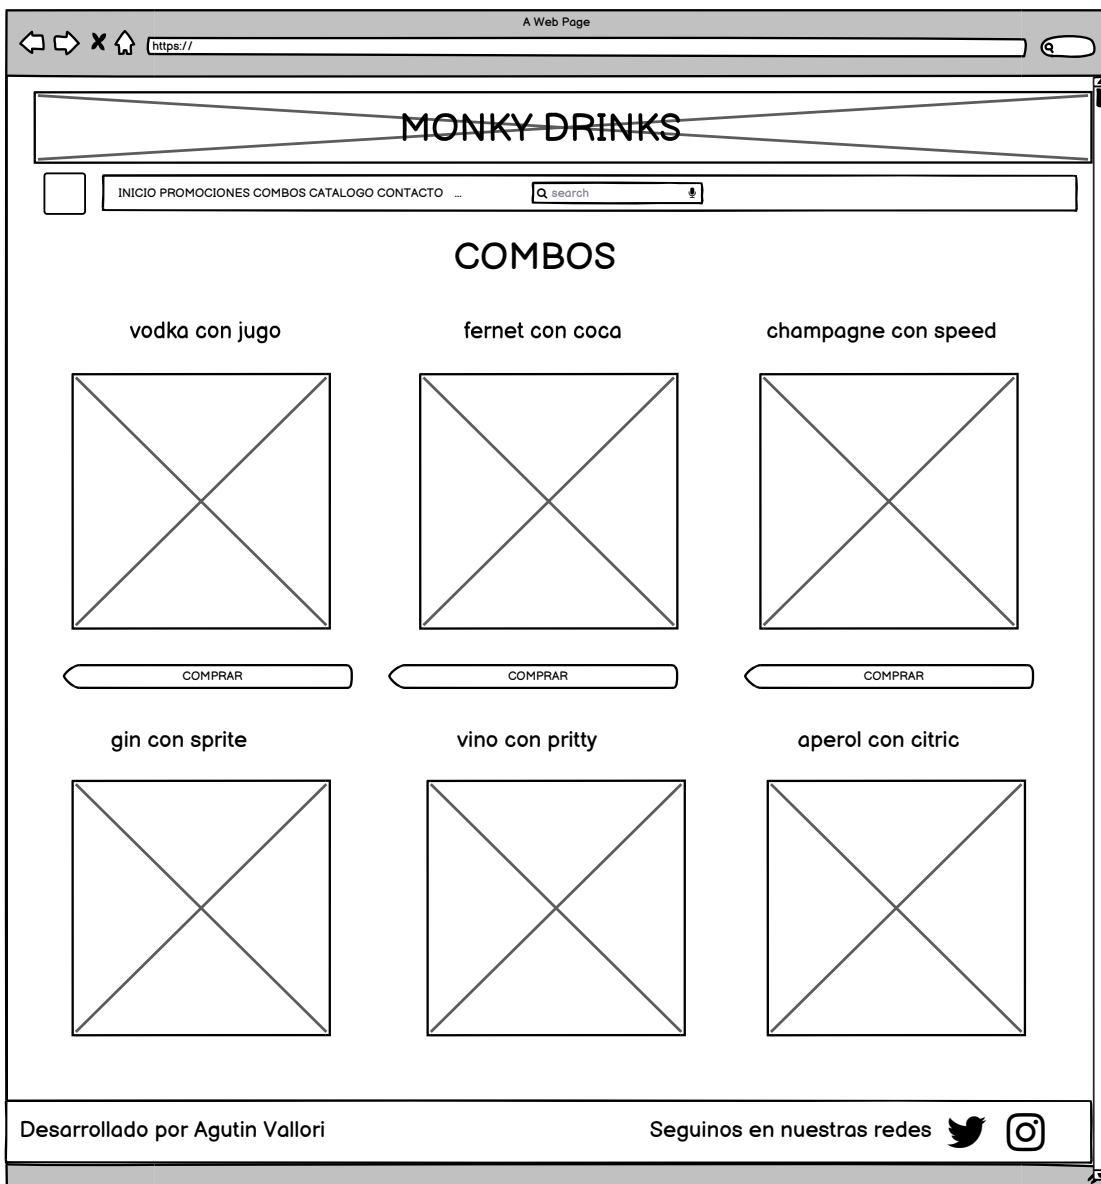 A Web Page
https://
MONKY DRINKS
INICIO PROMOCIONES COMBOS CATALOGO CONTACTO ...
search
COMBOS
vodka con jugo
fernet con coca
champagne con speed
COMPRAR
COMPRAR
COMPRAR
gin con sprite
vino con pritty
aperol con citric
Desarrollado por Agutin Vallori
Seguinos en nuestras redes